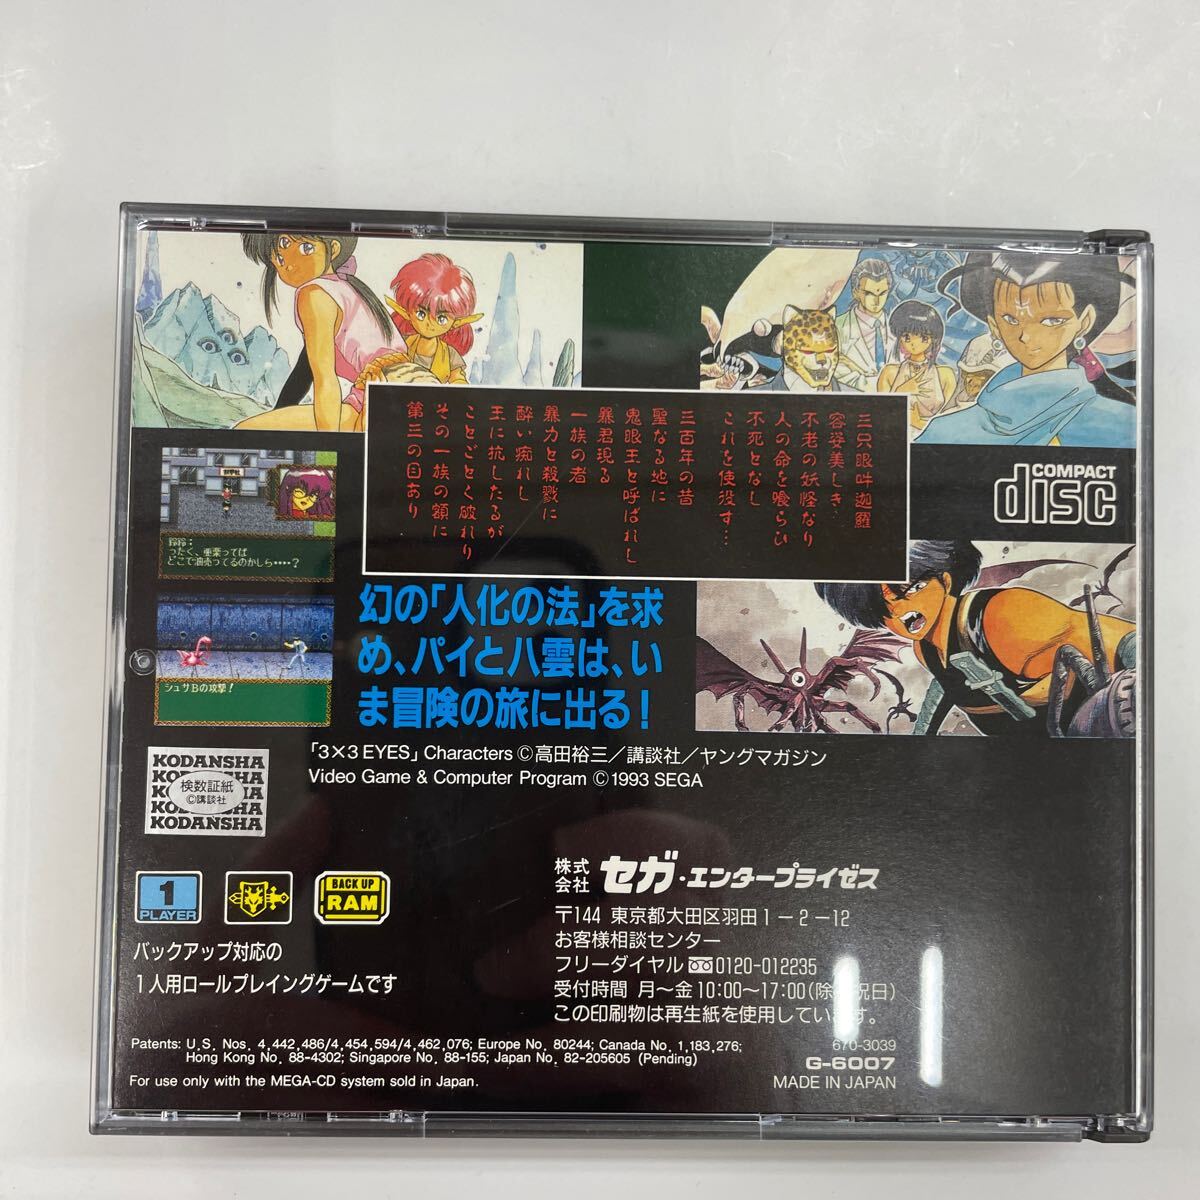 三只眼吽迦羅
容姿美しき
不老の妖怪なり
人の命を喰らひ
不死となし
これを使役す…
三百年の昔
聖なる地に
鬼眼王と呼ばれし
暴君現る
一族の者
暴力と殺戮に
酔い痴れし
王に抗したるが
ことごとく破れり
その一族の額に
第三の目あり
COMPACT
disc
鈴鈴:
ったく、亜栗ってば
どこで油売ってるのかしら····?
シュサBの攻撃!
幻の「人化の法」を求
め、パイと八雲は、い
ま冒険の旅に出る!
「3×3 EYES」 Characters ©高田裕三/講談社/ヤングマガジン
Video Game & Computer Program ©1993 SEGA
KODANSHA
検数証紙
©講談社
KODANSHA
1
PLAYER
BACK UP
RAM
バックアップ対応の
1人用ロールプレイングゲームです
株式会社 セガ・エンタープライゼス
〒144 東京都大田区羽田1-2-12
お客様相談センター
フリーダイヤル 0120-012235
受付時間 月〜金 10:00〜17:00(除 祝日)
この印刷物は再生紙を使用しています。
670-3039
G-6007
MADE IN JAPAN
Patents: U.S. Nos. 4,442,486/4,454,594/4,462,076; Europe No. 80244; Canada No. 1,183,276;
Hong Kong No. 88-4302; Singapore No. 88-155; Japan No. 82-205605 (Pending)
For use only with the MEGA-CD system sold in Japan.